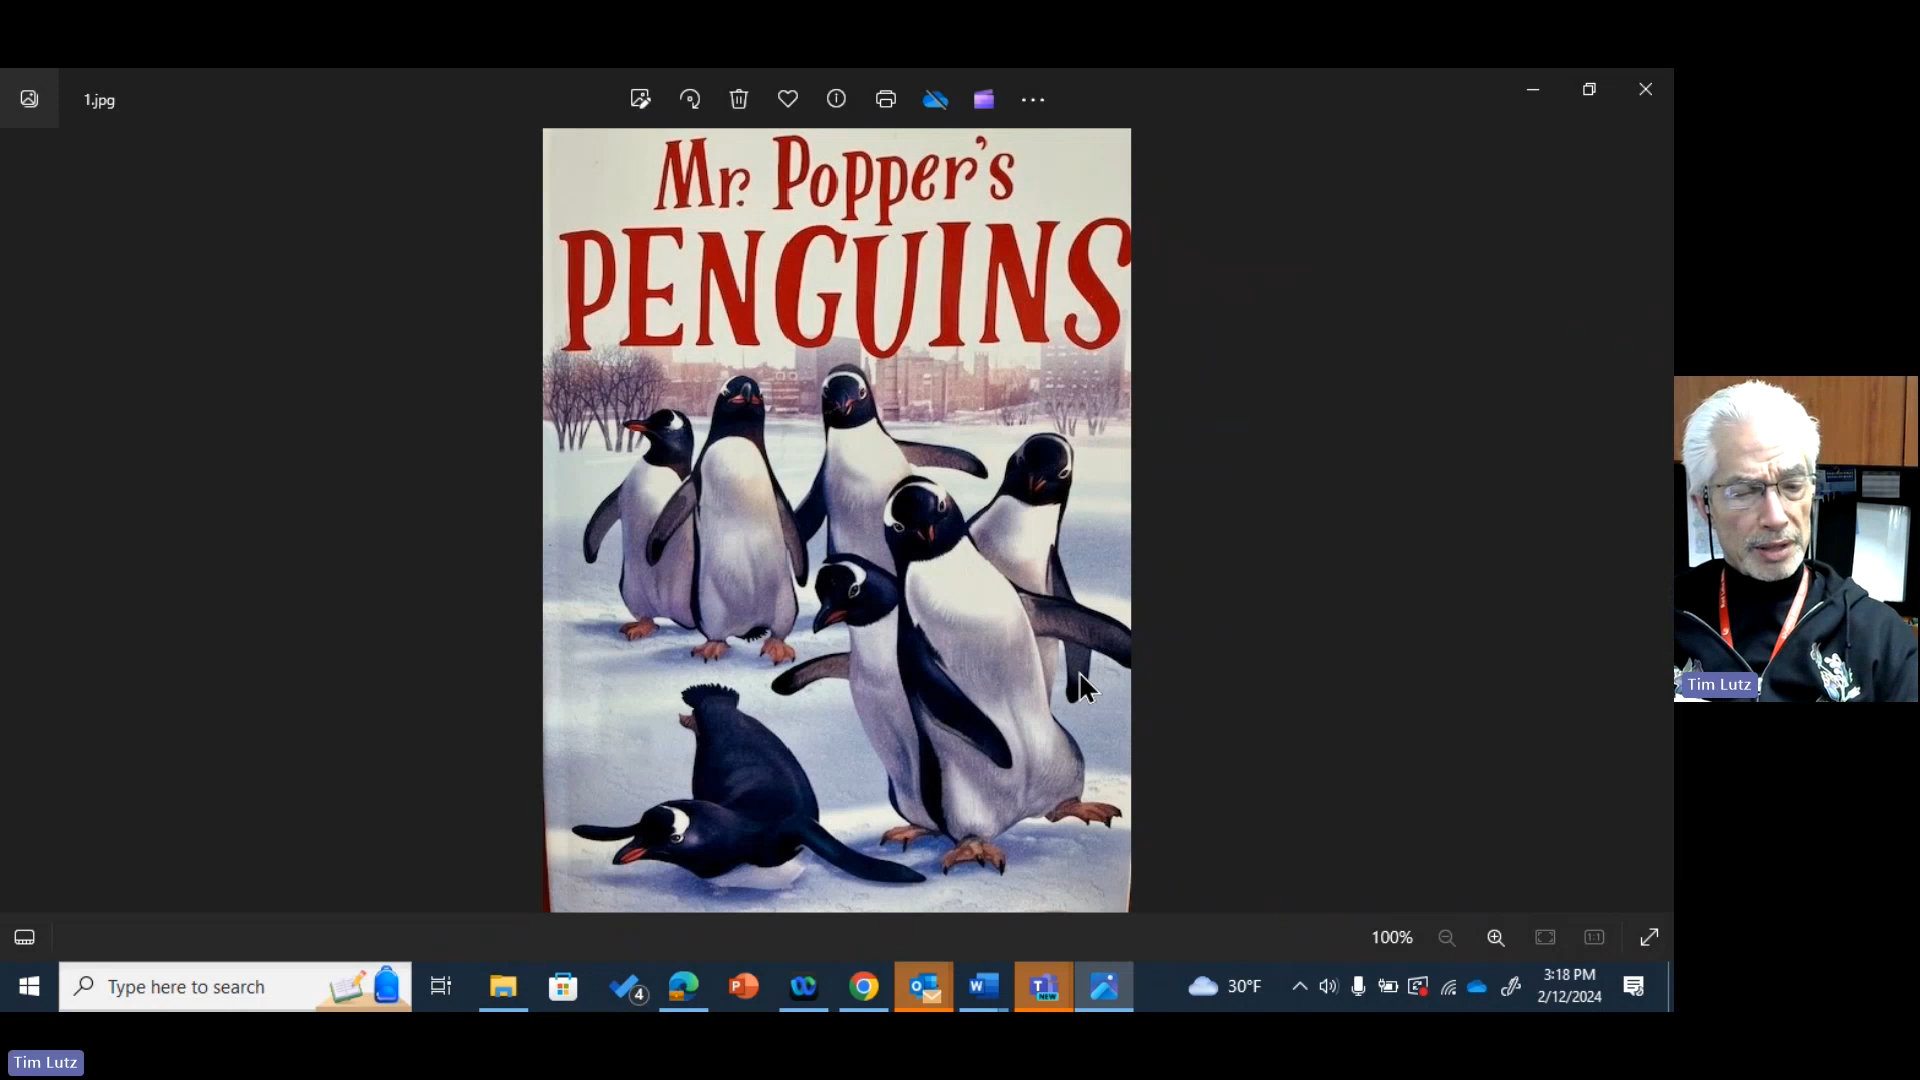 1.jpg
Mr. Popper's
PENGUINS
Tim Lutz
100%
Type here to search
4
NEW
30°F
3:18 PM
2/12/2024
Tim Lutz